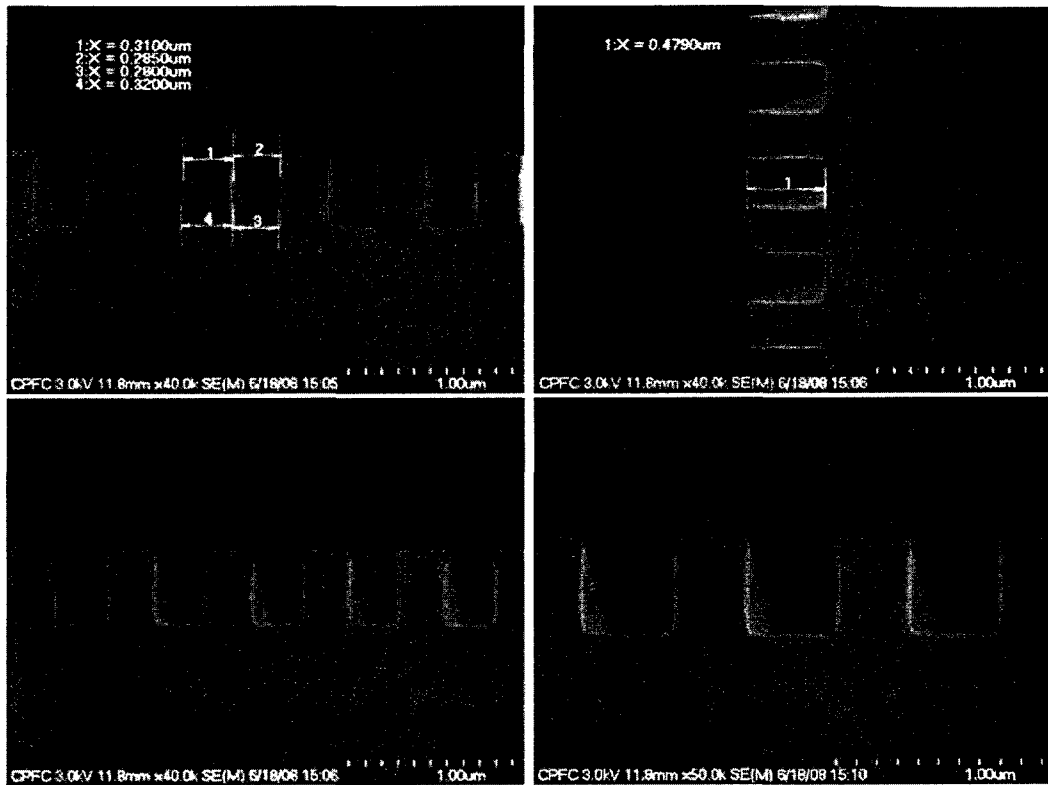 1:X = 0.3100um
2:X = 0.2850um
3:X = 0.2800um
4:X = 0.3200um
1 2
4 3
CPFC 3.0kV 11.8mm x40.0k SE(M) 6/18/08 15:05 1.00um
1:X = 0.4790um
1
CPFC 3.0kV 11.8mm x40.0k SE(M) 6/18/08 15:06 1.00um
CPFC 3.0kV 11.8mm x40.0k SE(M) 6/18/08 15:06 1.00um
CPFC 3.0kV 11.8mm x50.0k SE(M) 6/18/08 15:10 1.00um